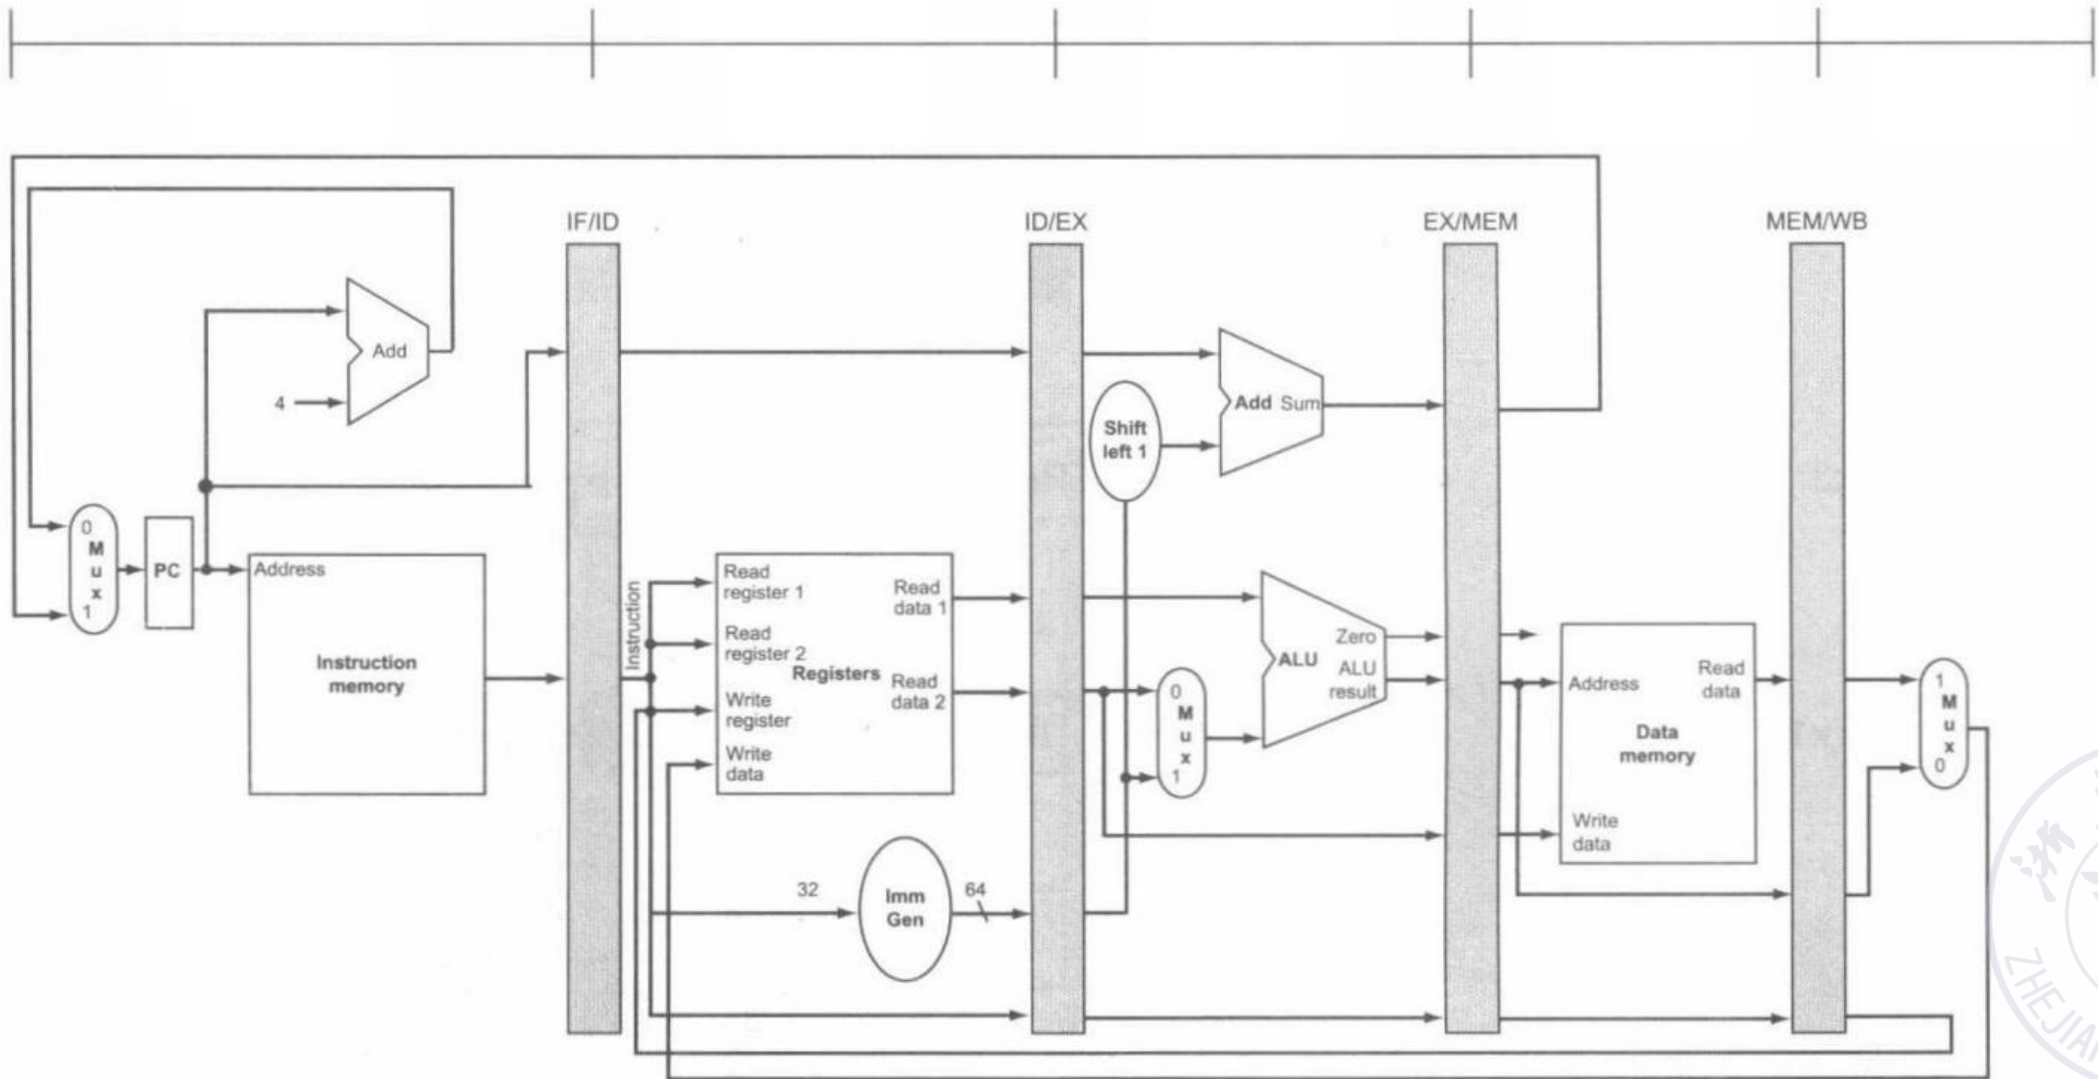 IF/ID
ID/EX
EX/MEM
MEM/WB
Add
4
Add Sum
Shift
left 1
0
M
u
x
1
PC
Address
Instruction
memory
Instruction
Read
register 1
Read
register 2
Write
register
Write
data
Registers
Read
data 1
Read
data 2
0
M
u
x
1
Zero
ALU
ALU
result
Address
Read
data
Data
memory
Write
data
1
M
u
x
0
32
Imm
Gen
64
浙